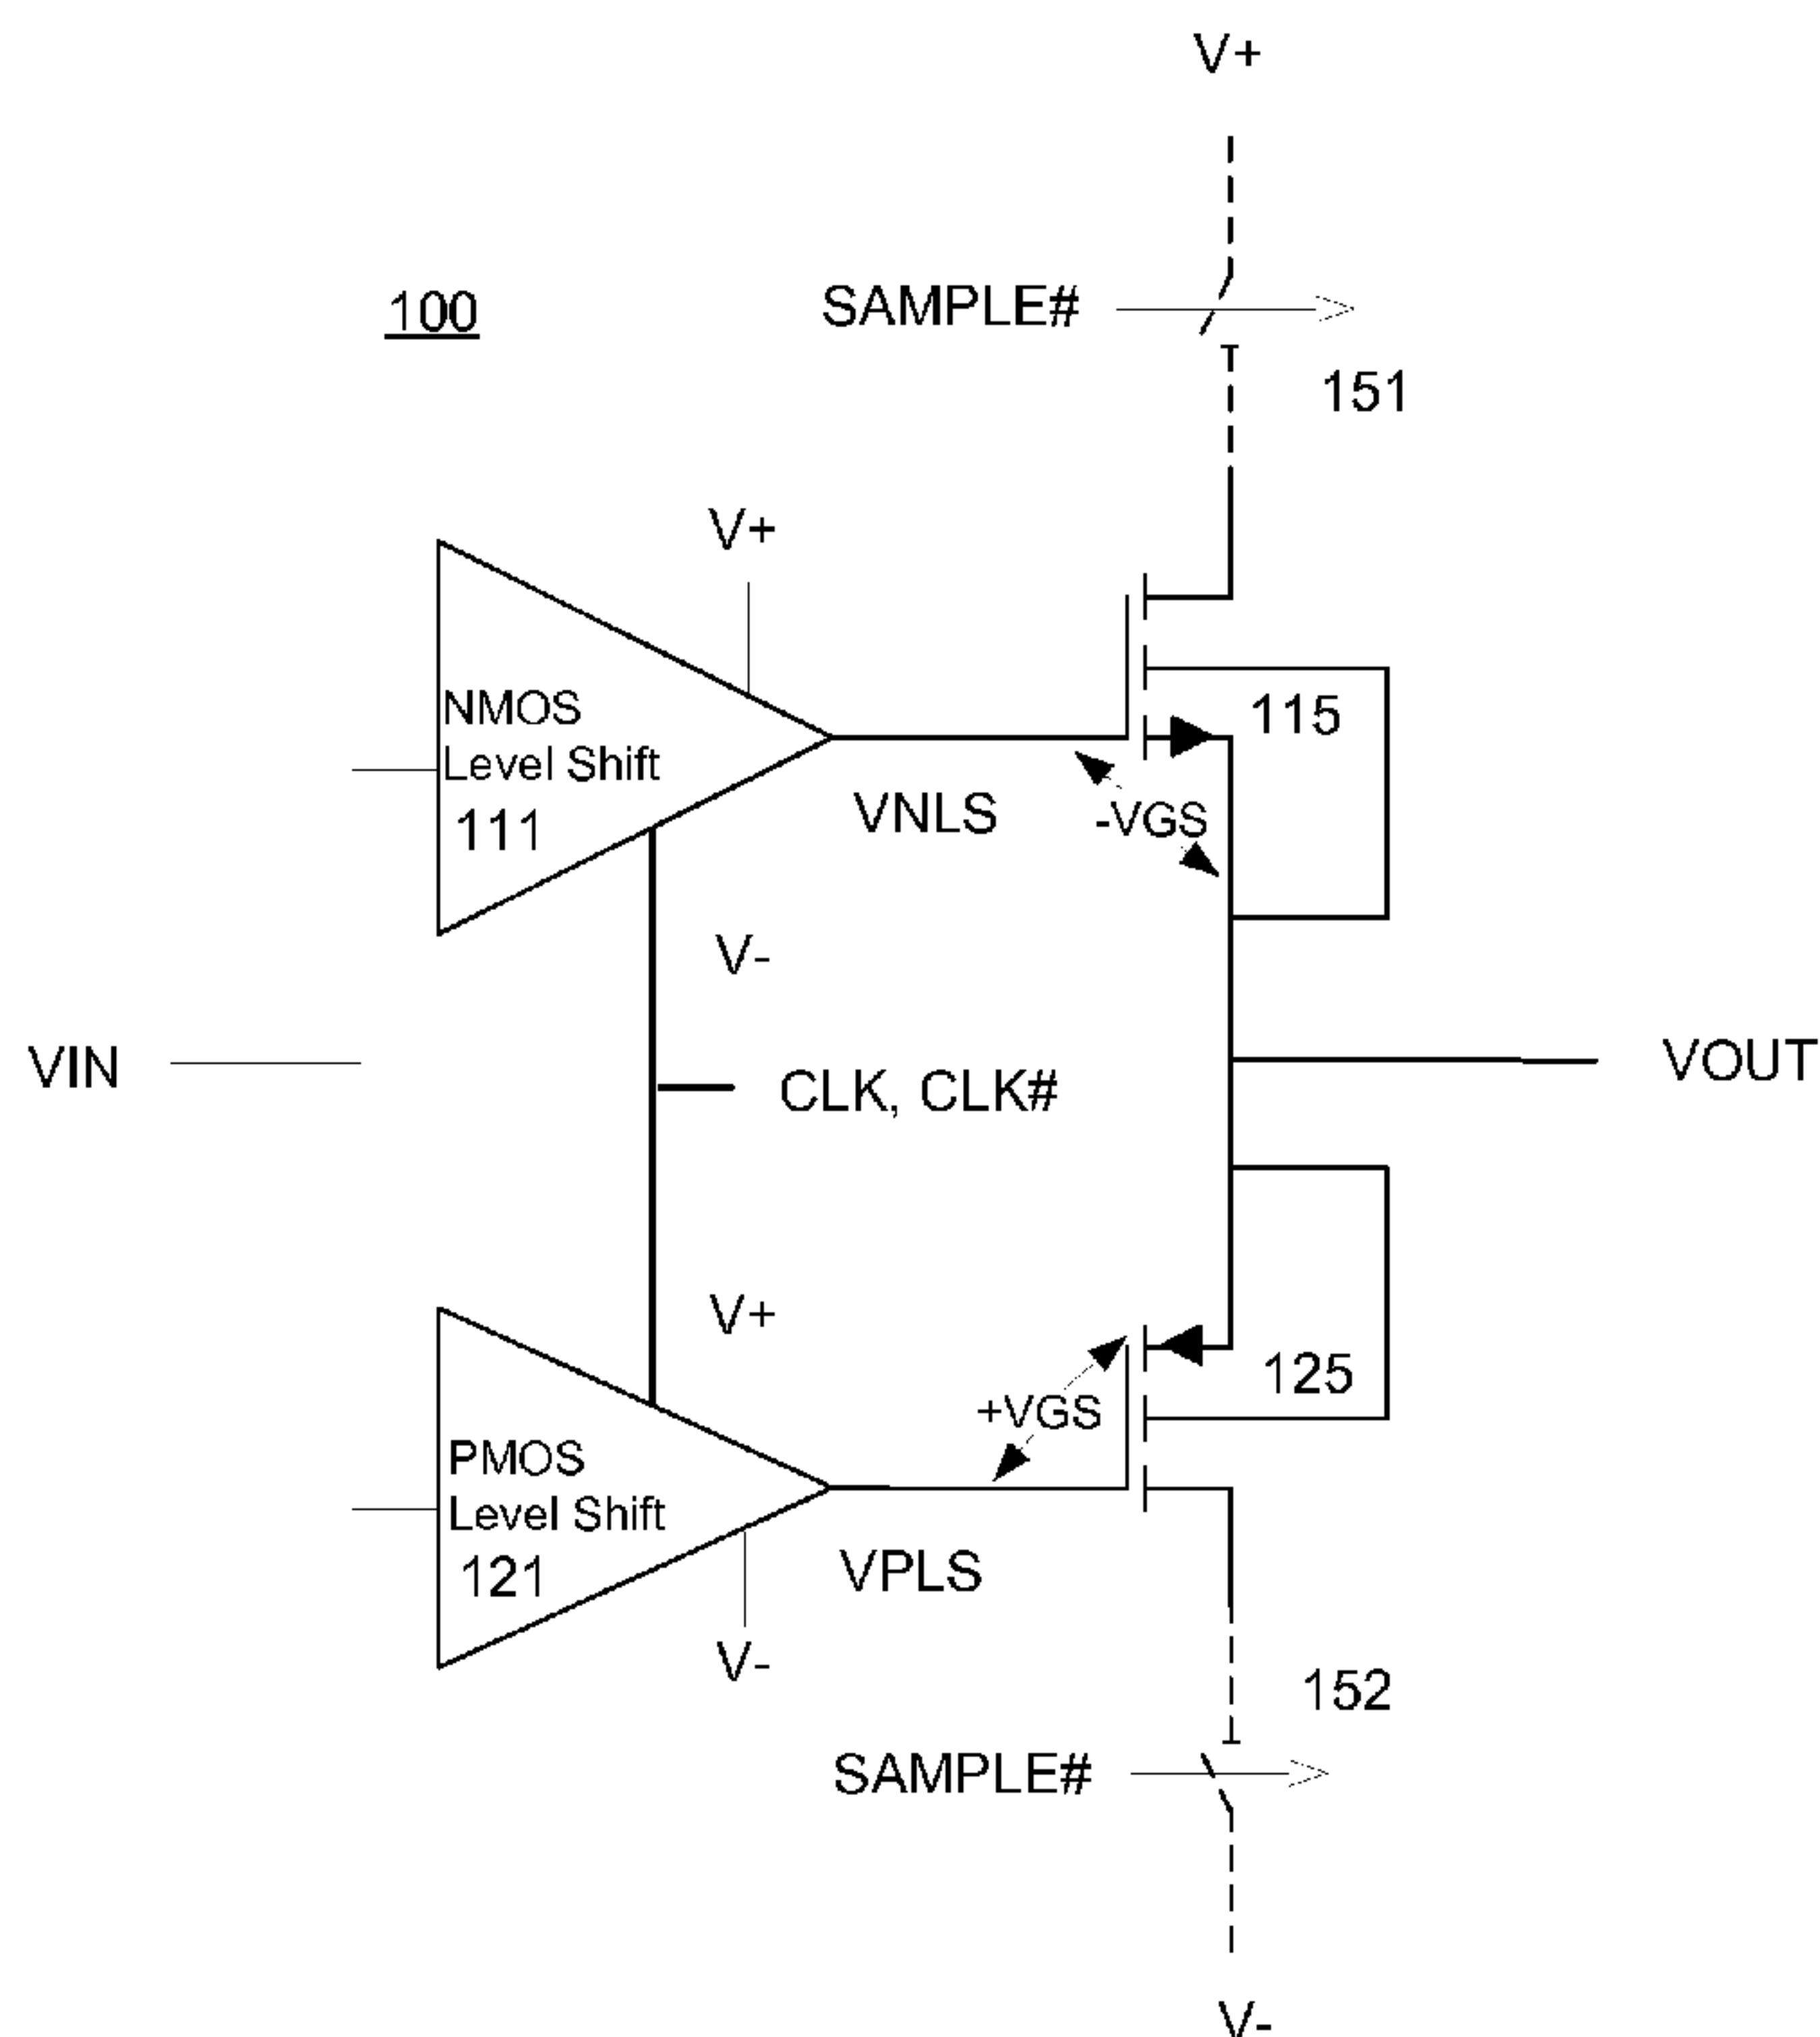 V+
100
SAMPLE#
151
V+
NMOS
Level Shift
111
115
VNLS
-VGS
V-
VIN
CLK, CLK#
VOUT
V+
125
+VGS
PMOS
Level Shift
121
VPLS
V-
152
SAMPLE#
V-